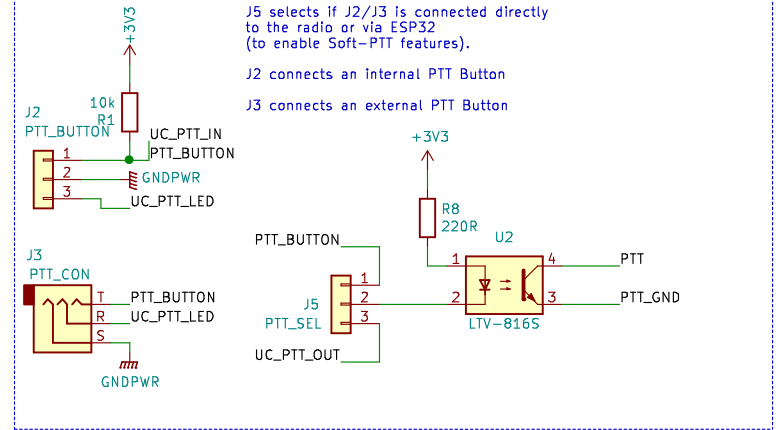 J5 selects if J2/J3 is connected directly
to the radio or via ESP32
(to enable Soft-PTT features).
J2 connects an internal PTT Button
J3 connects an external PTT Button
+3V3
10k
R1
J2
PTT_BUTTON
UC_PTT_IN
PTT_BUTTON
1
2
3
GNDPWR
UC_PTT_LED
J3
PTT_CON
T
R
S
PTT_BUTTON
UC_PTT_LED
GNDPWR
+3V3
R8
220R
U2
PTT_BUTTON
1
2
3
J5
PTT_SEL
UC_PTT_OUT
1
2
4
3
PTT
PTT_GND
LTV-816S